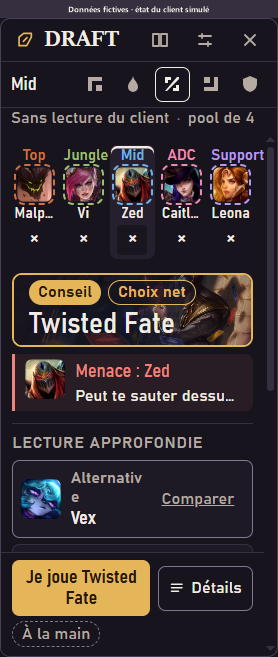 Données fictives · état du client simulé
DRAFT
Mid
Sans lecture du client · pool de 4
Top Jungle Mid ADC Support
Malp... Vi Zed Caitl... Leona
× × × × ×
Conseil Choix net
Twisted Fate
Menace : Zed
Peut te sauter dessu...
LECTURE APPROFONDIE
Alternativ
e
Vex
Comparer
Je joue Twisted
Fate
Détails
À la main